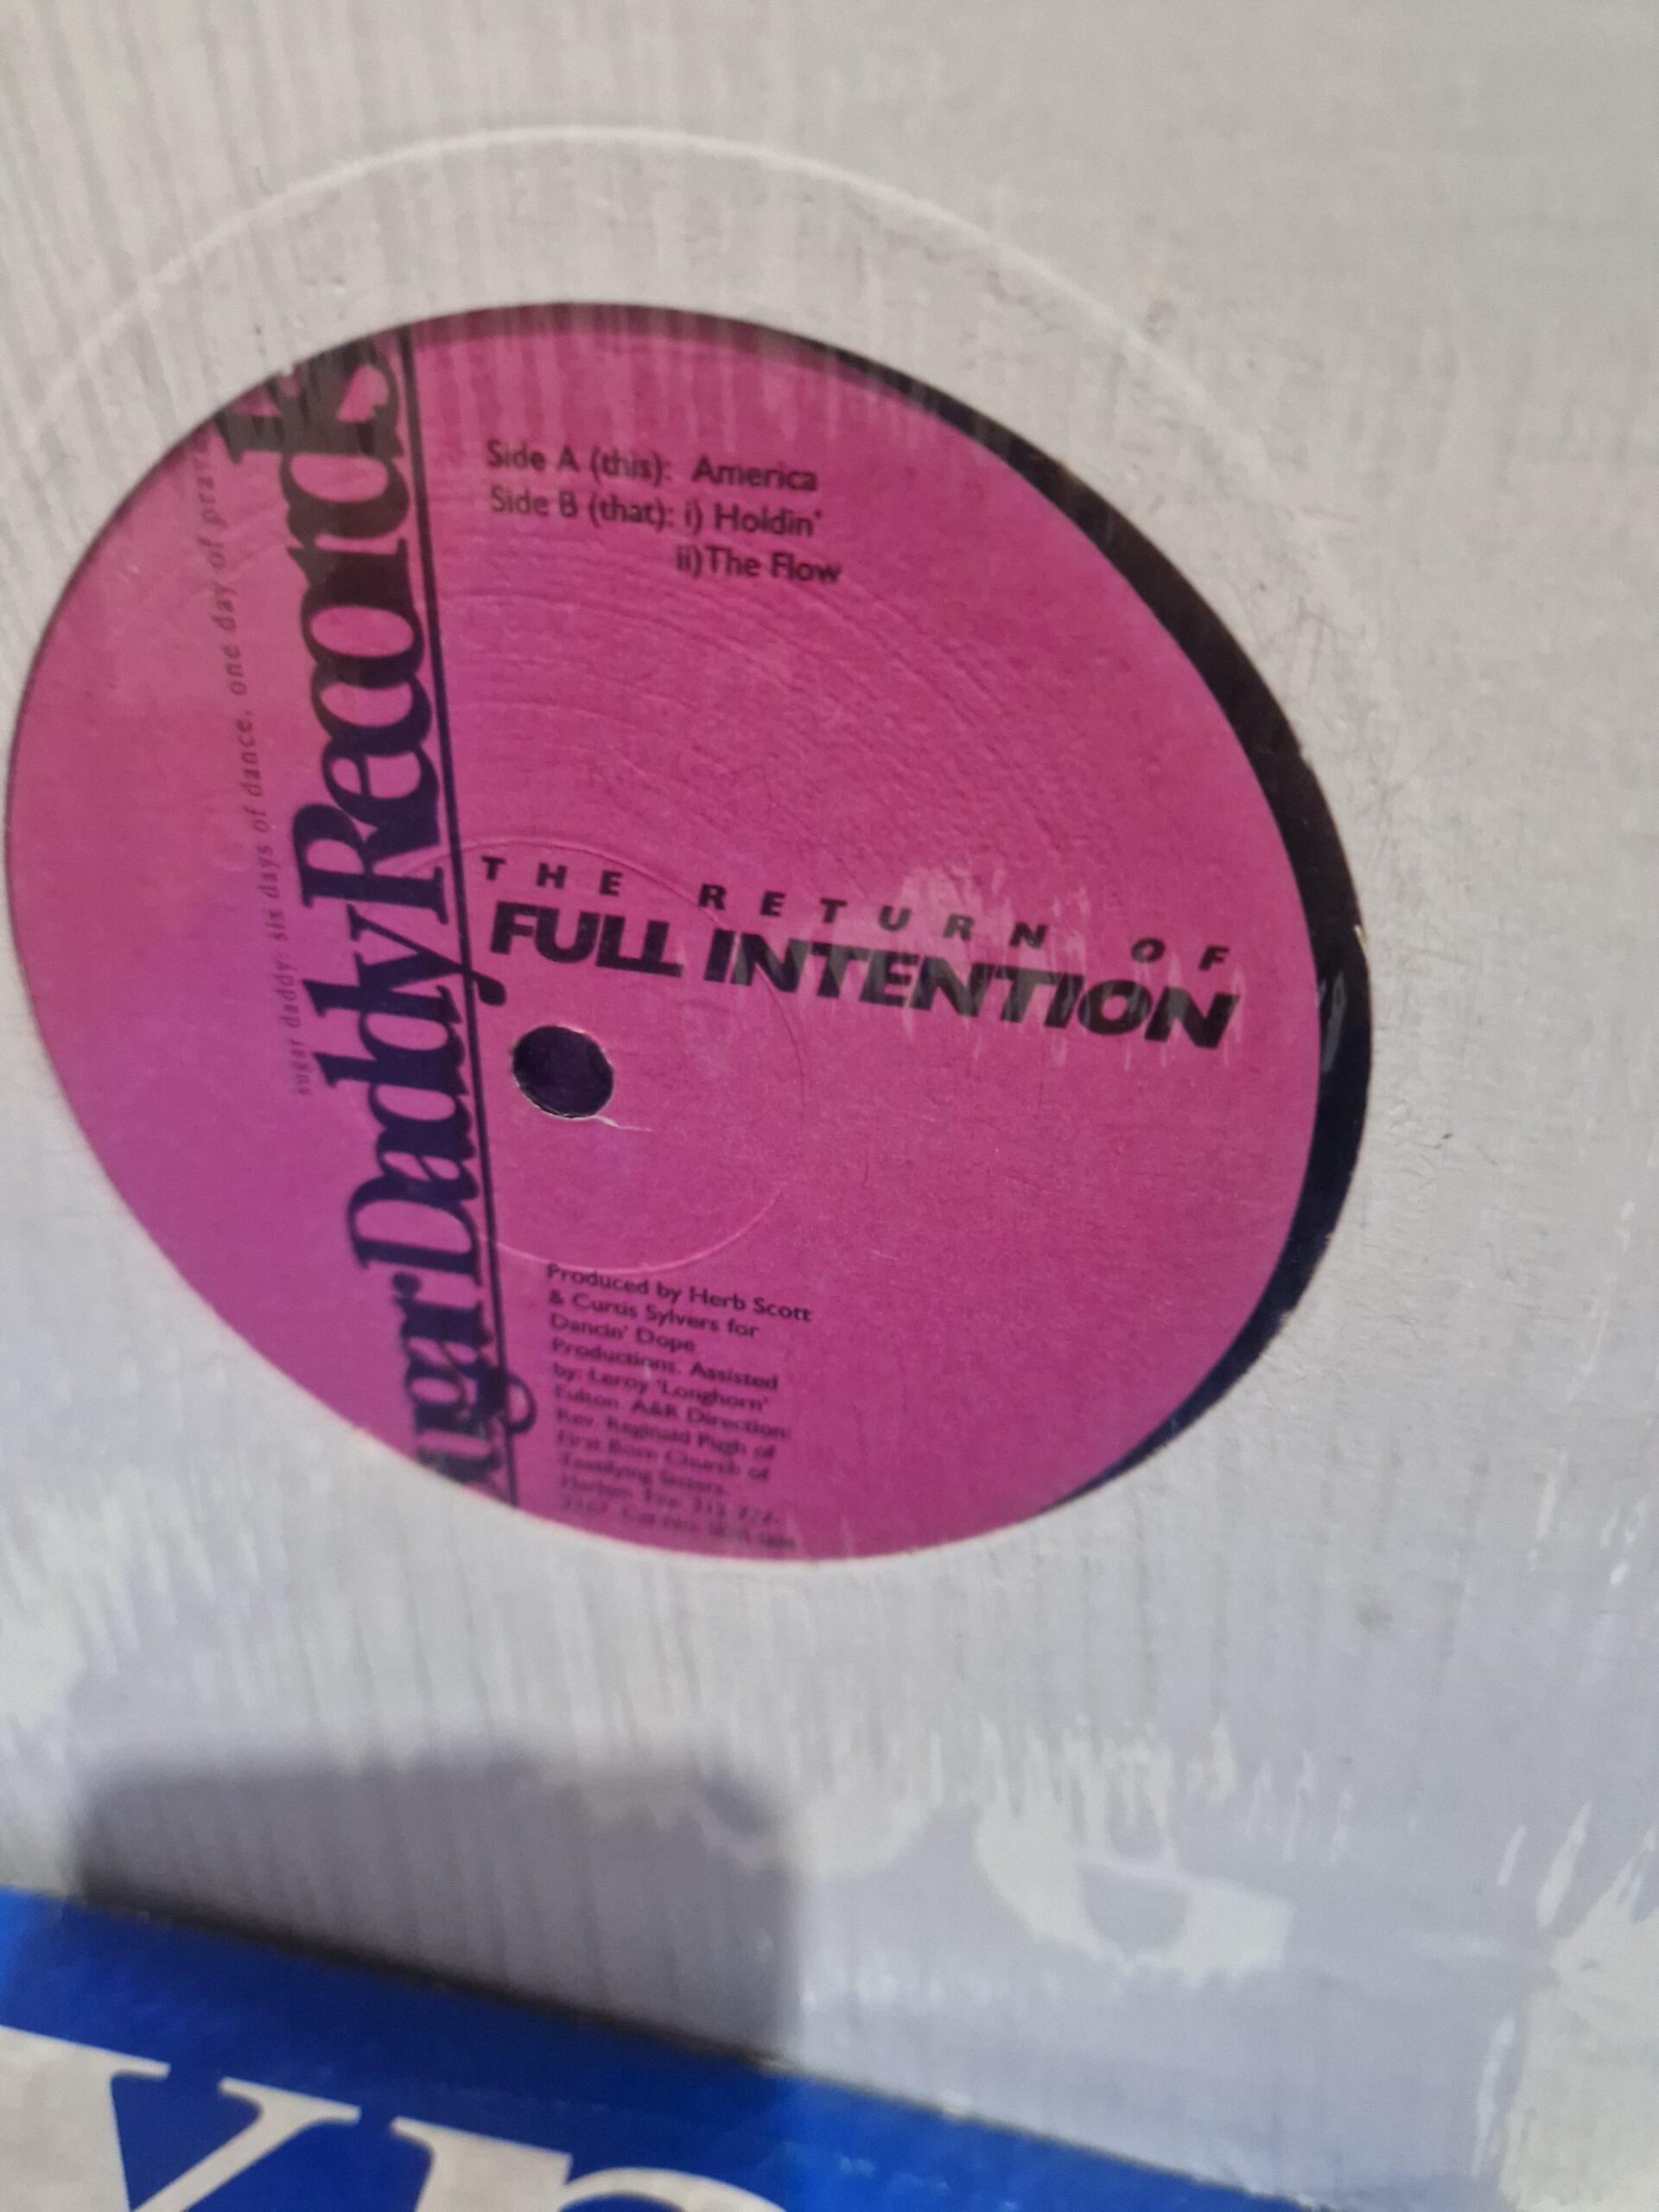 Side A (this): America
Side B (that): i) Holdin'
ii) The Flow
sugar daddy: six days of dance, one day of
Daddy Records
THE RETURN OF
FULL INTENTION
Produced by Herb Scott
& Curtis Sylvers for
Dancin' Dope
Productions. Assisted
by: Leroy 'Longhorn'
Fulton. A&R Direction:
Rev. Reginald Pugh of
First Born Church of
Testifying Sisters.
Harlem